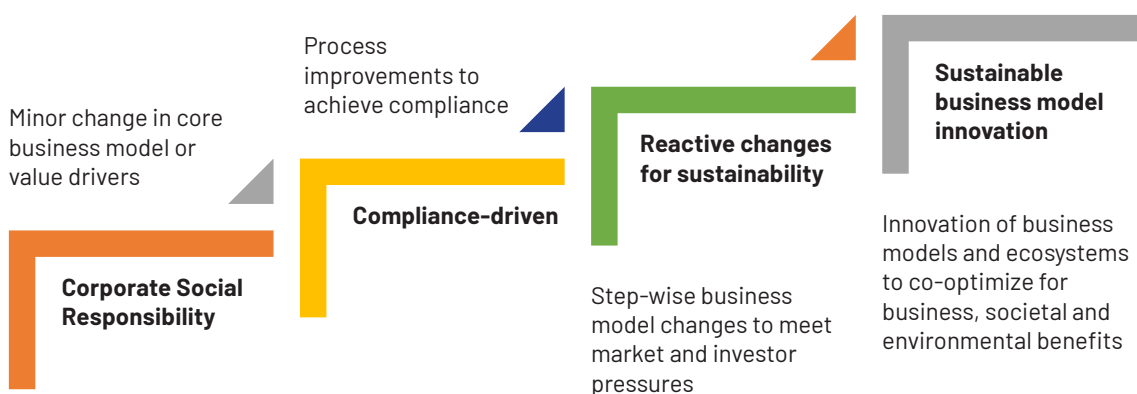 Minor change in core
business model or
value drivers
Corporate Social
Responsibility
Process
improvements to
achieve compliance
Compliance-driven
Reactive changes
for sustainability
Step-wise business
model changes to meet
market and investor
pressures
Sustainable
business model
innovation
Innovation of business
models and ecosystems
to co-optimize for
business, societal and
environmental benefits